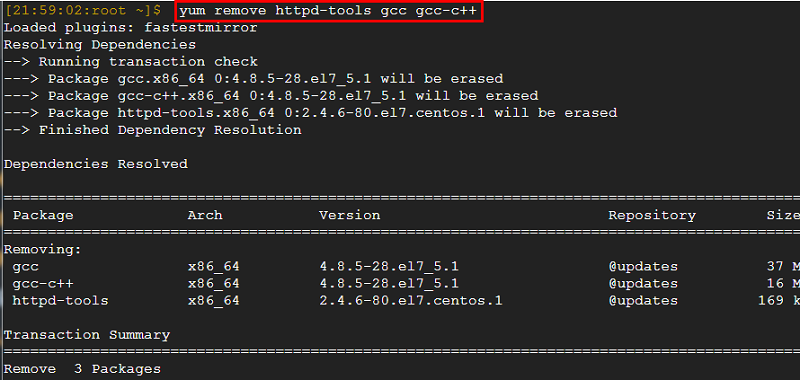 [21:59:02:root ~]$ yum remove httpd-tools gcc gcc-c++
Loaded plugins: fastestmirror
Resolving Dependencies
--> Running transaction check
---> Package gcc.x86_64 0:4.8.5-28.el7_5.1 will be erased
---> Package gcc-c++.x86_64 0:4.8.5-28.el7_5.1 will be erased
---> Package httpd-tools.x86_64 0:2.4.6-80.el7.centos.1 will be erased
--> Finished Dependency Resolution
Dependencies Resolved
================================================================================
Package Arch Version Repository Size
================================================================================
Removing:
gcc x86_64 4.8.5-28.el7_5.1 @updates 37 M
gcc-c++ x86_64 4.8.5-28.el7_5.1 @updates 16 M
httpd-tools x86_64 2.4.6-80.el7.centos.1 @updates 169 k
Transaction Summary
================================================================================
Remove 3 Packages